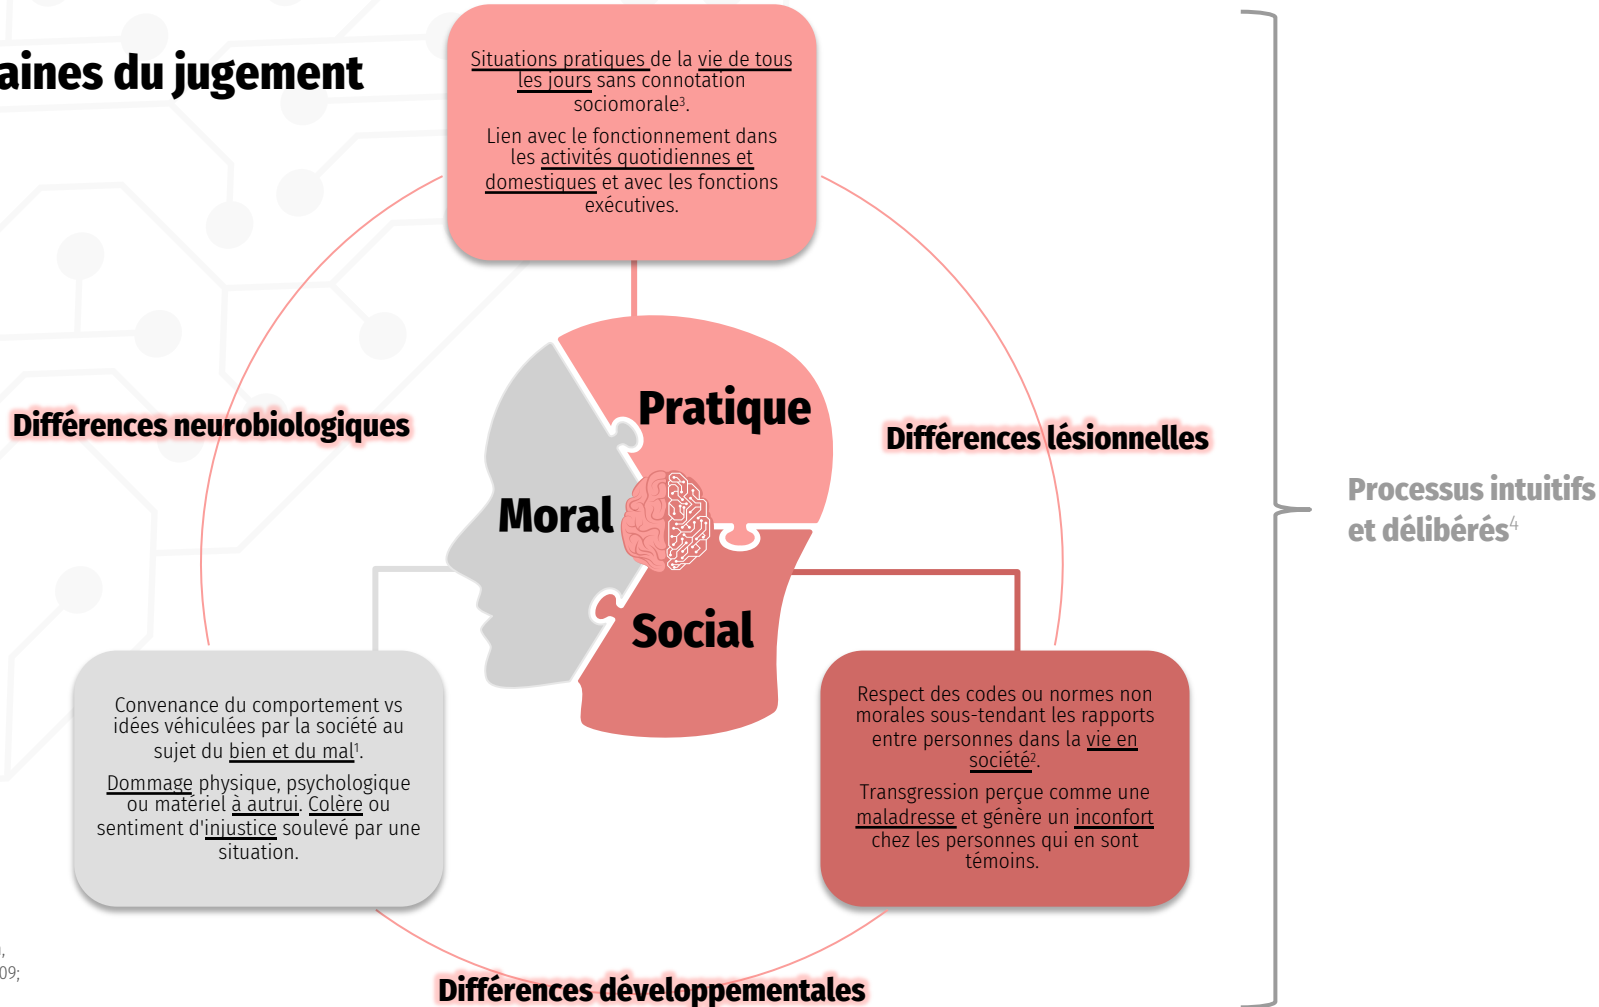 aines du jugement
Situations pratiques de la vie de tous
les jours sans connotation
sociomorale³.
Lien avec le fonctionnement dans
les activités quotidiennes et
domestiques et avec les fonctions
exécutives.
Différences neurobiologiques
Pratique
Différences lésionnelles
Moral
Processus intuitifs
et délibérés⁴
Social
Convenance du comportement vs
idées véhiculées par la société au
sujet du bien et du mal¹.
Dommage physique, psychologique
ou matériel à autrui. Colère ou
sentiment d'injustice soulevé par une
situation.
Respect des codes ou normes non
morales sous-tendant les rapports
entre personnes dans la vie en
société².
Transgression perçue comme une
maladresse et génère un inconfort
chez les personnes qui en sont
témoins.
09;
Différences développementales